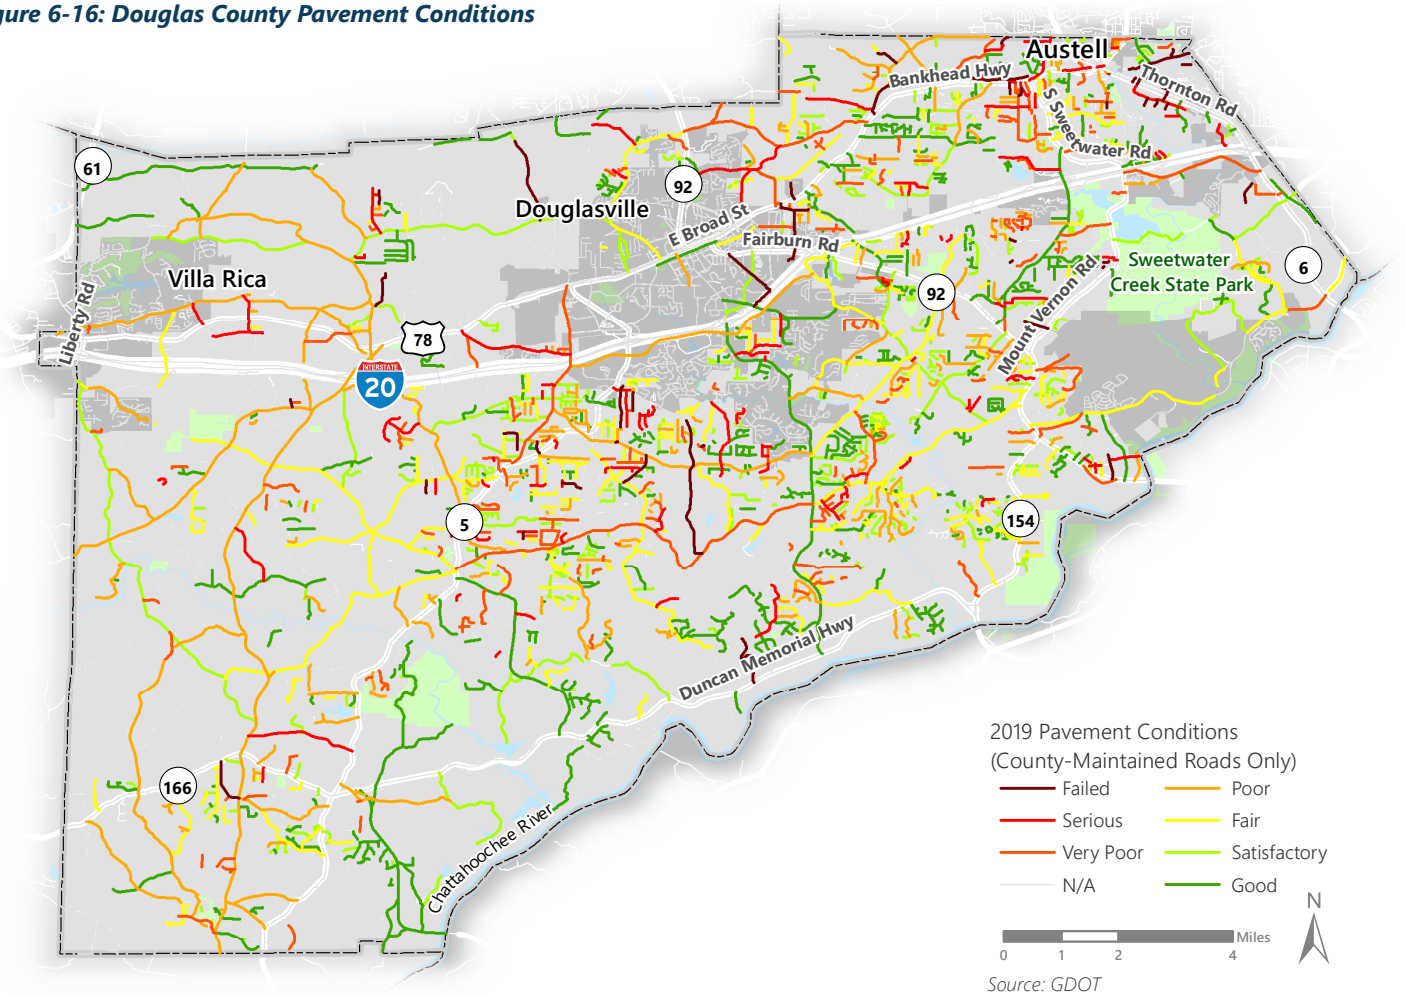 gure 6-16: Douglas County Pavement Conditions
Austell
Bankhead Hwy
Thornton Rd
S Sweetwater Rd
61
92
Douglasville
E Broad St
Fairburn Rd
Sweetwater
Creek State Park
6
Villa Rica
92
Liberty Rd
Mount Vernon Rd
78
INTERSTATE
20
5
154
Duncan Memorial Hwy
166
Chattahoochee River
2019 Pavement Conditions
(County-Maintained Roads Only)
Failed
Poor
Serious
Fair
Very Poor
Satisfactory
N/A
Good
N
Miles
0 1 2 4
Source: GDOT